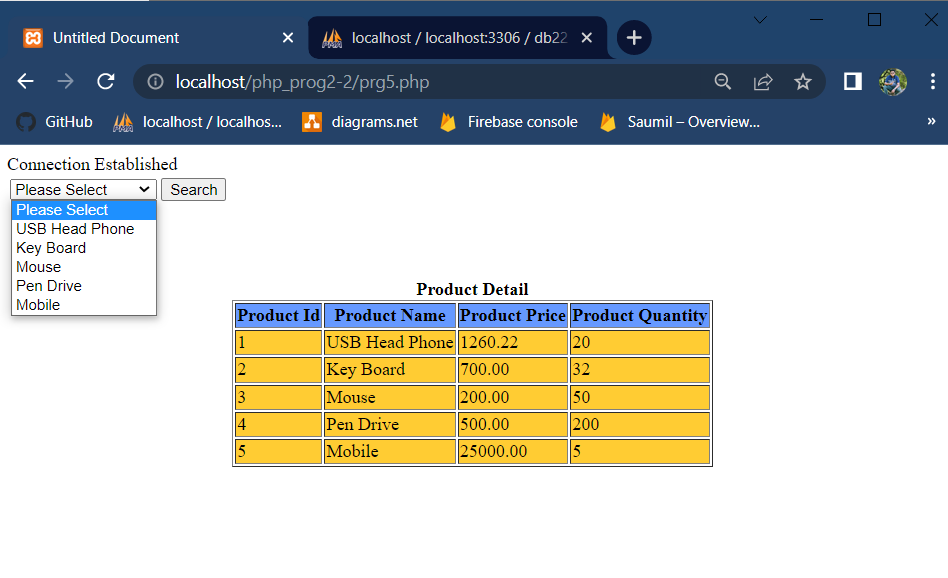 Untitled Document
localhost / localhost:3306 / db22
localhost/php_prog2-2/prg5.php
GitHub localhost / localhos... diagrams.net Firebase console Saumil – Overview... »
Connection Established
Please Select Search
Please Select
USB Head Phone
Key Board
Mouse
Pen Drive
Mobile
Product Detail
Product Id Product Name Product Price Product Quantity
1 USB Head Phone 1260.22 20
2 Key Board 700.00 32
3 Mouse 200.00 50
4 Pen Drive 500.00 200
5 Mobile 25000.00 5